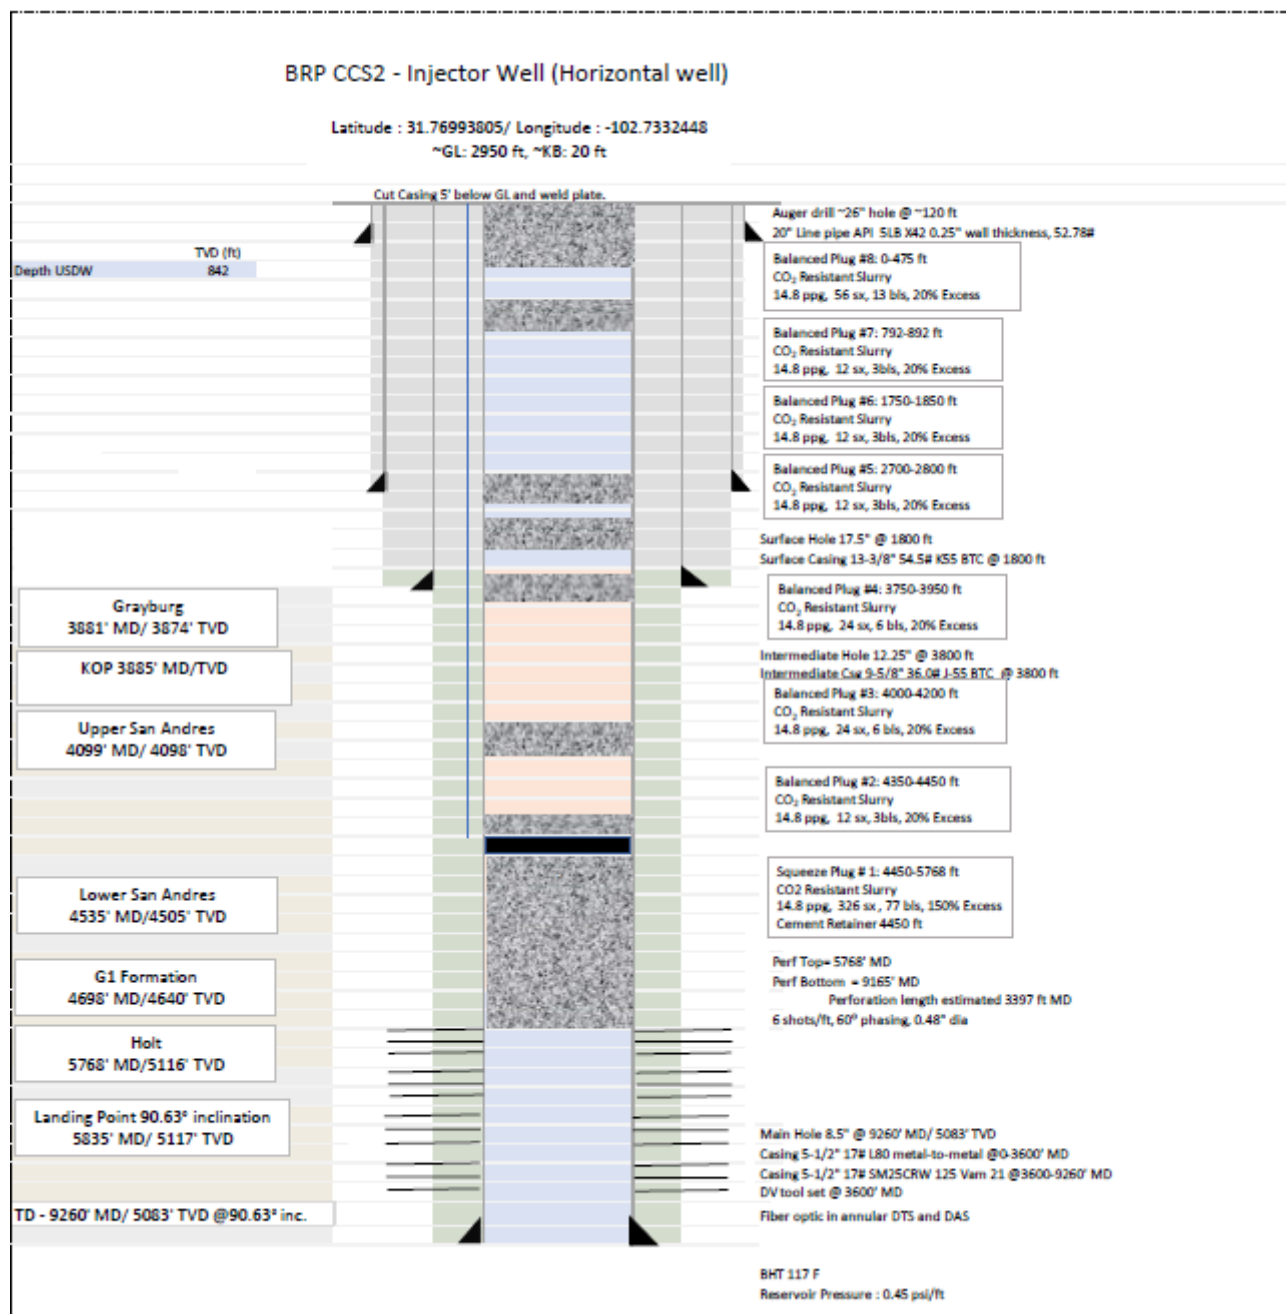 BRP CCS2 - Injector Well (Horizontal well)
Latitude : 31.76993805/ Longitude : -102.7332448
~GL: 2950 ft, ~KB: 20 ft
Cut Casing 5' below GL and weld plate.
Auger drill ~26" hole @ ~120 ft
20" Line pipe API 5LB X42 0.25" wall thickness, 52.78#
TVD (ft)
Depth USDW 842
Balanced Plug #8: 0-475 ft
CO₂ Resistant Slurry
14.8 ppg, 56 sx, 13 bls, 20% Excess
Balanced Plug #7: 792-892 ft
CO₂ Resistant Slurry
14.8 ppg, 12 sx, 3bls, 20% Excess
Balanced Plug #6: 1750-1850 ft
CO₂ Resistant Slurry
14.8 ppg, 12 sx, 3bls, 20% Excess
Balanced Plug #5: 2700-2800 ft
CO₂ Resistant Slurry
14.8 ppg, 12 sx, 3bls, 20% Excess
Surface Hole 17.5" @ 1800 ft
Surface Casing 13-3/8" 54.5# K55 BTC @ 1800 ft
Grayburg
3881' MD/ 3874' TVD
Balanced Plug #4: 3750-3950 ft
CO₂ Resistant Slurry
14.8 ppg, 24 sx, 6 bls, 20% Excess
KOP 3885' MD/TVD
Intermediate Hole 12.25" @ 3800 ft
Intermediate Csg 9-5/8" 36.0# J-55 BTC @ 3800 ft
Upper San Andres
4099' MD/ 4098' TVD
Balanced Plug #3: 4000-4200 ft
CO₂ Resistant Slurry
14.8 ppg, 24 sx, 6 bls, 20% Excess
Balanced Plug #2: 4350-4450 ft
CO₂ Resistant Slurry
14.8 ppg, 12 sx, 3bls, 20% Excess
Lower San Andres
4535' MD/4505' TVD
Squeeze Plug # 1: 4450-5768 ft
CO2 Resistant Slurry
14.8 ppg, 326 sx , 77 bls, 150% Excess
Cement Retainer 4450 ft
G1 Formation
4698' MD/4640' TVD
Perf Top= 5768' MD
Perf Bottom = 9165' MD
Perforation length estimated 3397 ft MD
6 shots/ft, 60⁰ phasing, 0.48" dia
Holt
5768' MD/5116' TVD
Landing Point 90.63° inclination
5835' MD/ 5117' TVD
Main Hole 8.5" @ 9260' MD/ 5083' TVD
Casing 5-1/2" 17# L80 metal-to-metal @0-3600' MD
Casing 5-1/2" 17# SM25CRW 125 Vam 21 @3600-9260' MD
DV tool set @ 3600' MD
TD - 9260' MD/ 5083' TVD @90.63° inc.
Fiber optic in annular DTS and DAS
BHT 117 F
Reservoir Pressure : 0.45 psi/ft